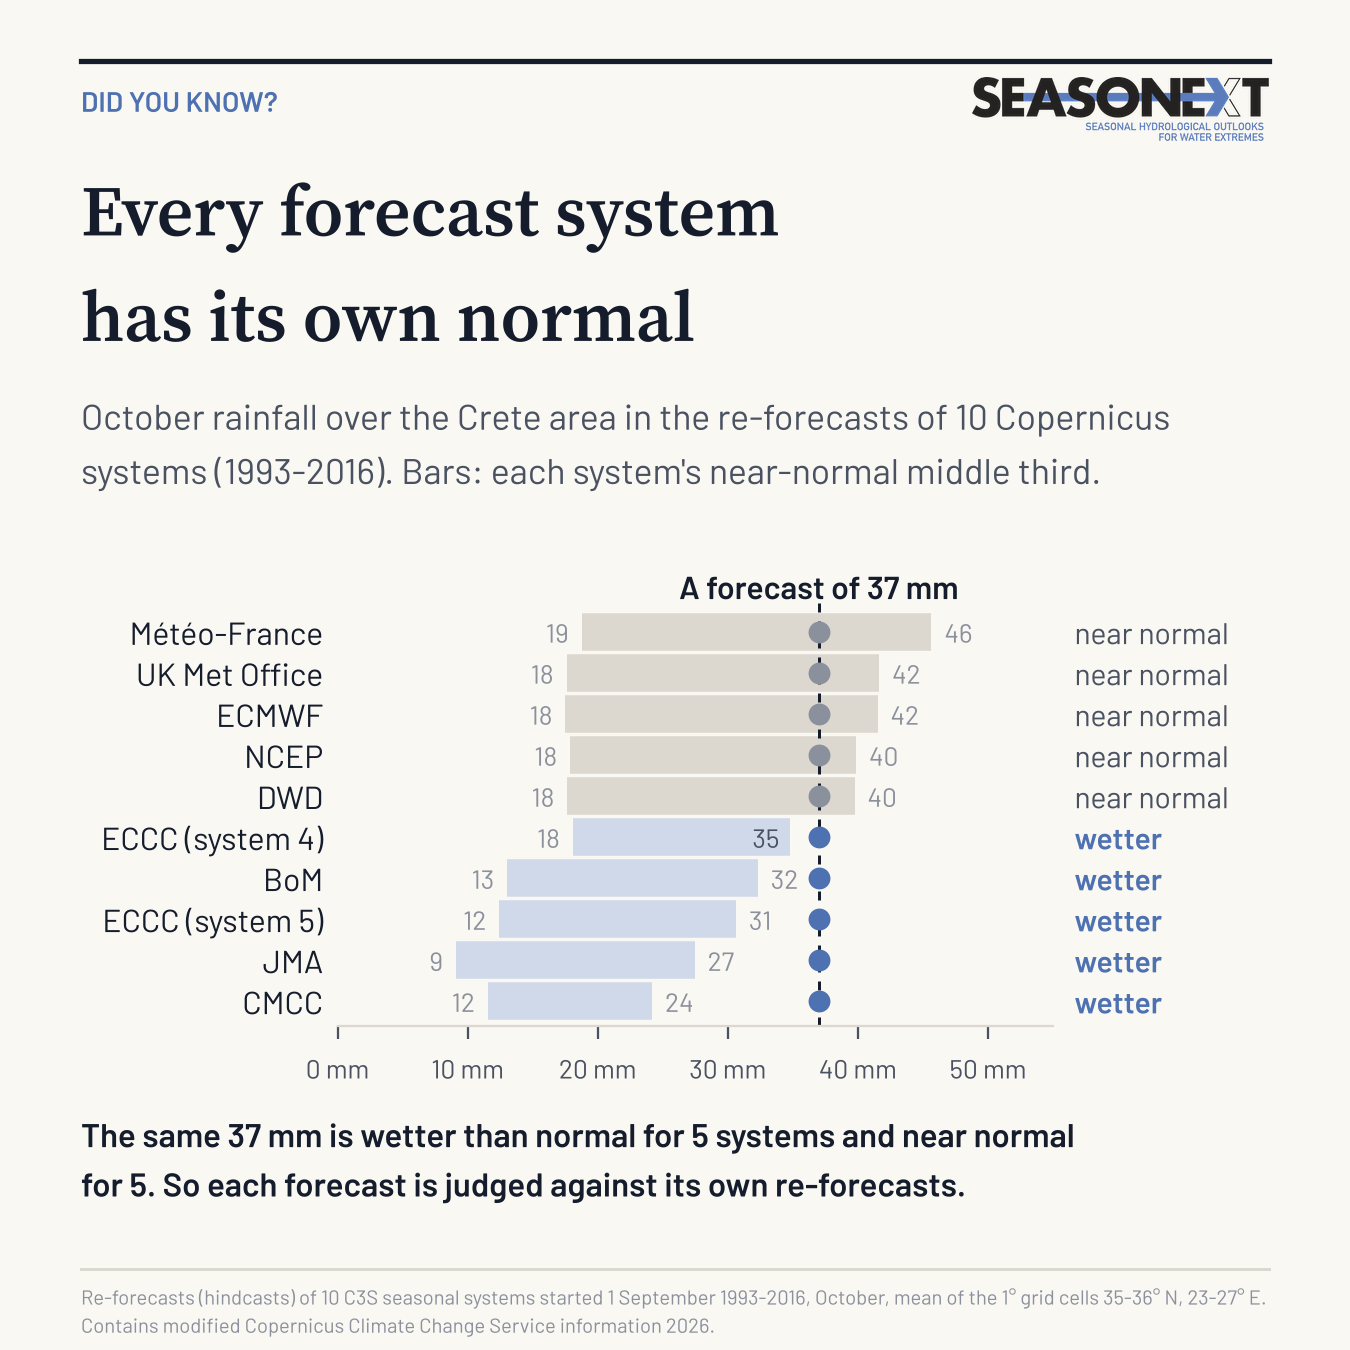 DID YOU KNOW?
SEASONEXT
SEASONAL HYDROLOGICAL OUTLOOKS
FOR WATER EXTREMES
Every forecast system
has its own normal
October rainfall over the Crete area in the re-forecasts of 10 Copernicus
systems (1993-2016). Bars: each system's near-normal middle third.
A forecast of 37 mm
Météo-France 19 46 near normal
UK Met Office 18 42 near normal
ECMWF 18 42 near normal
NCEP 18 40 near normal
DWD 18 40 near normal
ECCC (system 4) 18 35 wetter
BoM 13 32 wetter
ECCC (system 5) 12 31 wetter
JMA 9 27 wetter
CMCC 12 24 wetter
0 mm 10 mm 20 mm 30 mm 40 mm 50 mm
The same 37 mm is wetter than normal for 5 systems and near normal
for 5. So each forecast is judged against its own re-forecasts.
Re-forecasts (hindcasts) of 10 C3S seasonal systems started 1 September 1993-2016, October, mean of the 1° grid cells 35-36° N, 23-27° E.
Contains modified Copernicus Climate Change Service information 2026.